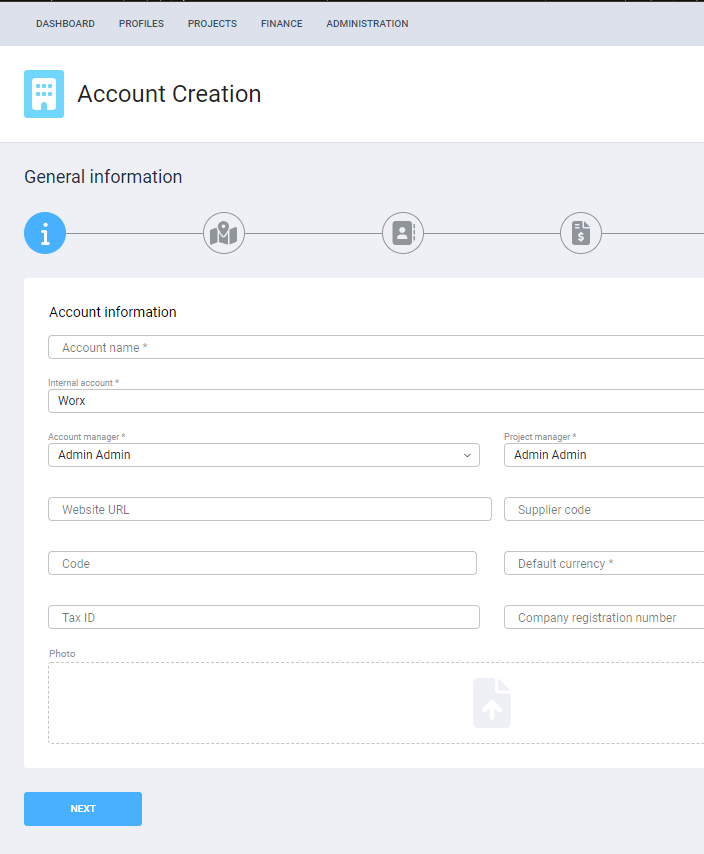 DASHBOARD PROFILES PROJECTS FINANCE ADMINISTRATION
Account Creation
General information
Account information
Account name *
Internal account *
Worx
Account manager * Project manager *
Admin Admin Admin Admin
Website URL Supplier code
Code Default currency *
Tax ID Company registration number
Photo
NEXT